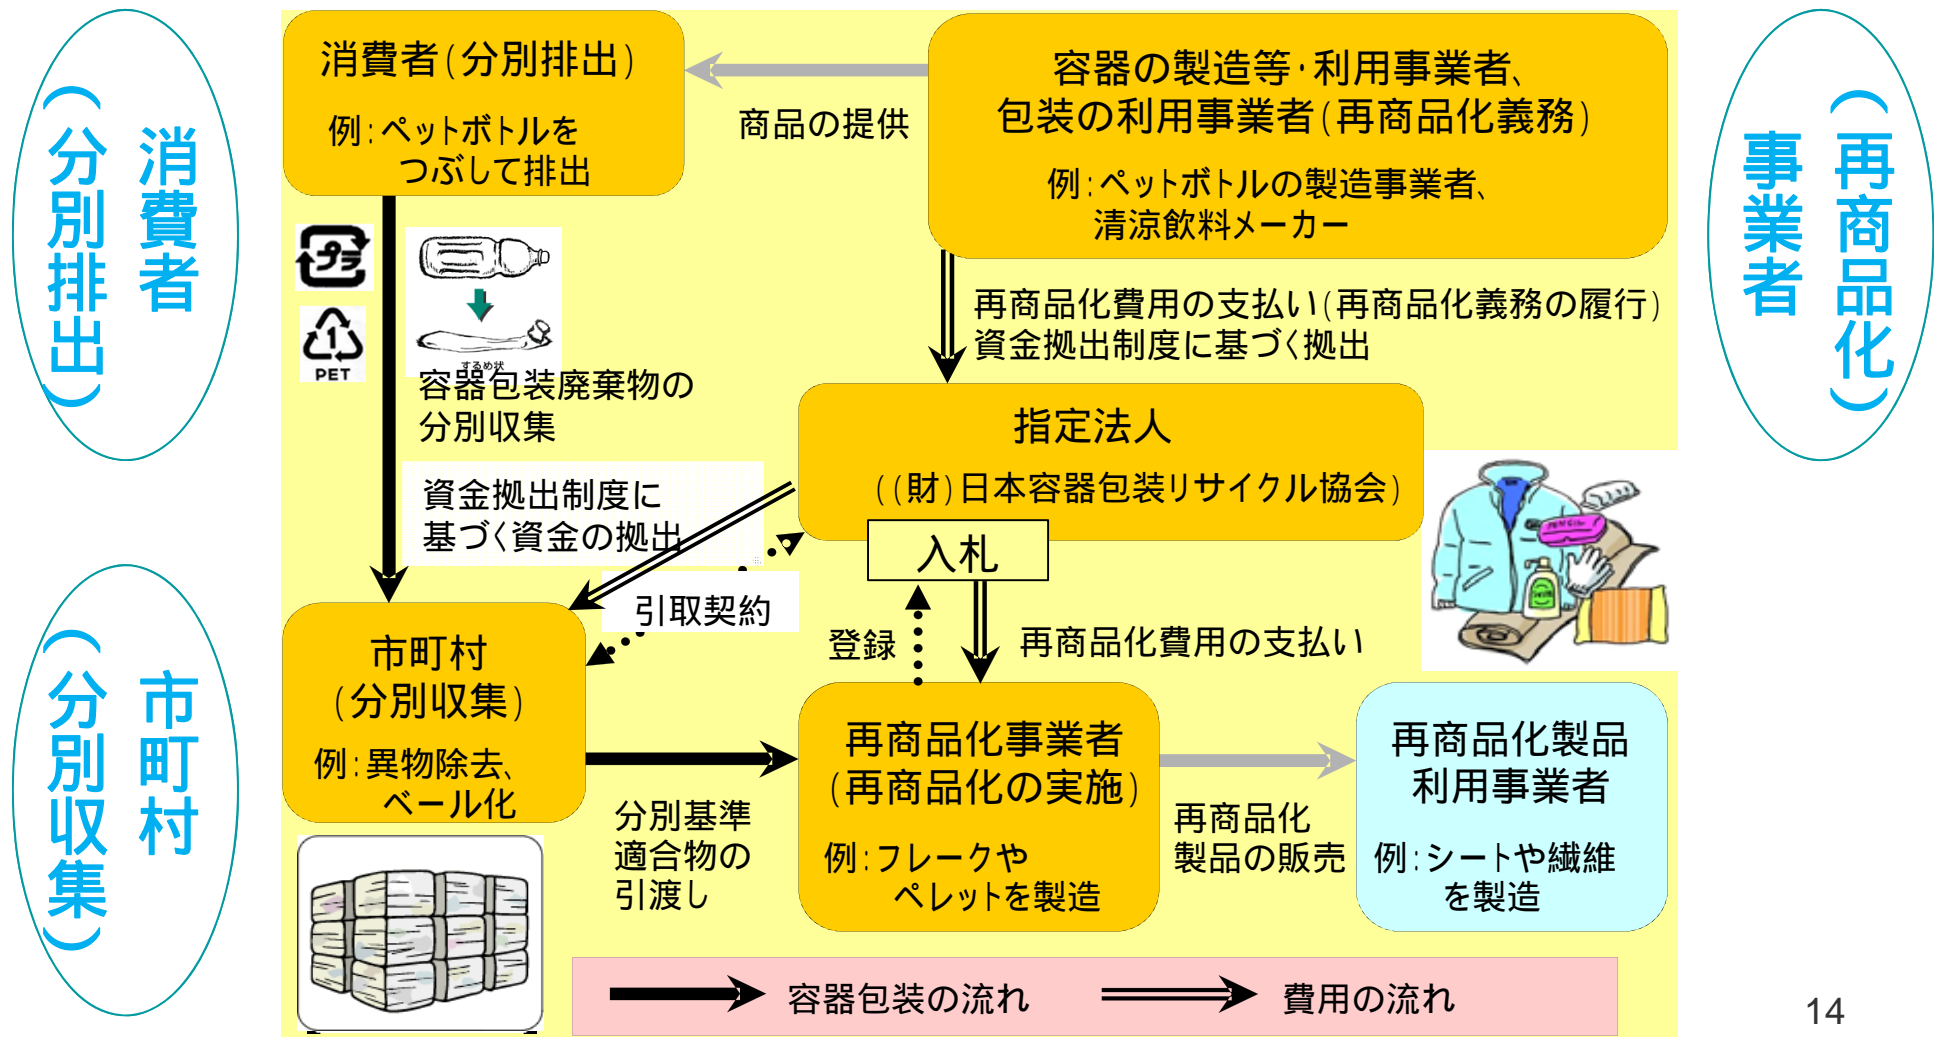 消費者
(分別排出)
消費者(分別排出)
例:ペットボトルを
つぶして排出
商品の提供
容器の製造等・利用事業者、
包装の利用事業者(再商品化義務)
例:ペットボトルの製造事業者、
清涼飲料メーカー
事業者
(再商品化)
プラ
1
PET
するめ状
容器包装廃棄物の
分別収集
再商品化費用の支払い(再商品化義務の履行)
資金拠出制度に基づく拠出
指定法人
((財)日本容器包装リサイクル協会)
資金拠出制度に
基づく資金の拠出
入札
引取契約
登録
再商品化費用の支払い
市町村
(分別収集)
市町村
(分別収集)
例:異物除去、
ベール化
分別基準
適合物の
引渡し
再商品化事業者
(再商品化の実施)
例:フレークや
ペレットを製造
再商品化
製品の販売
再商品化製品
利用事業者
例:シートや繊維
を製造
容器包装の流れ
費用の流れ
14